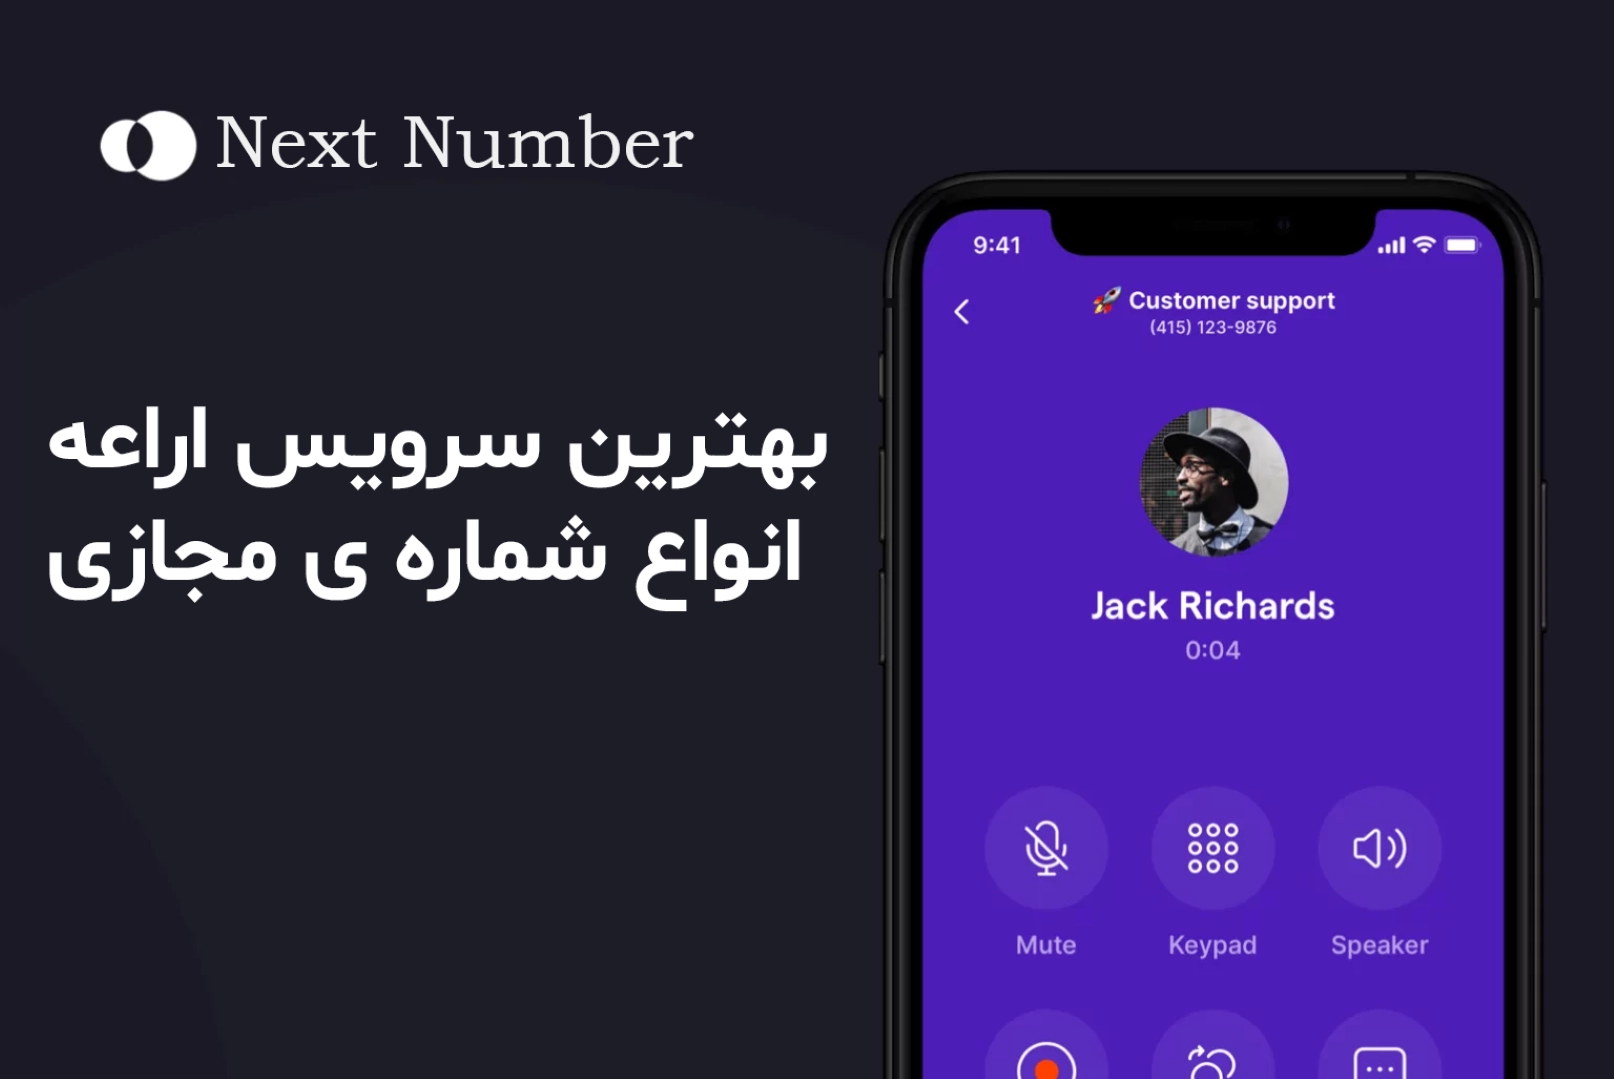 Next Number
بهترین سرویس اراعه
انواع شماره ی مجازی
9:41
🚀 Customer support
(415) 123-9876
Jack Richards
0:04
Mute Keypad Speaker